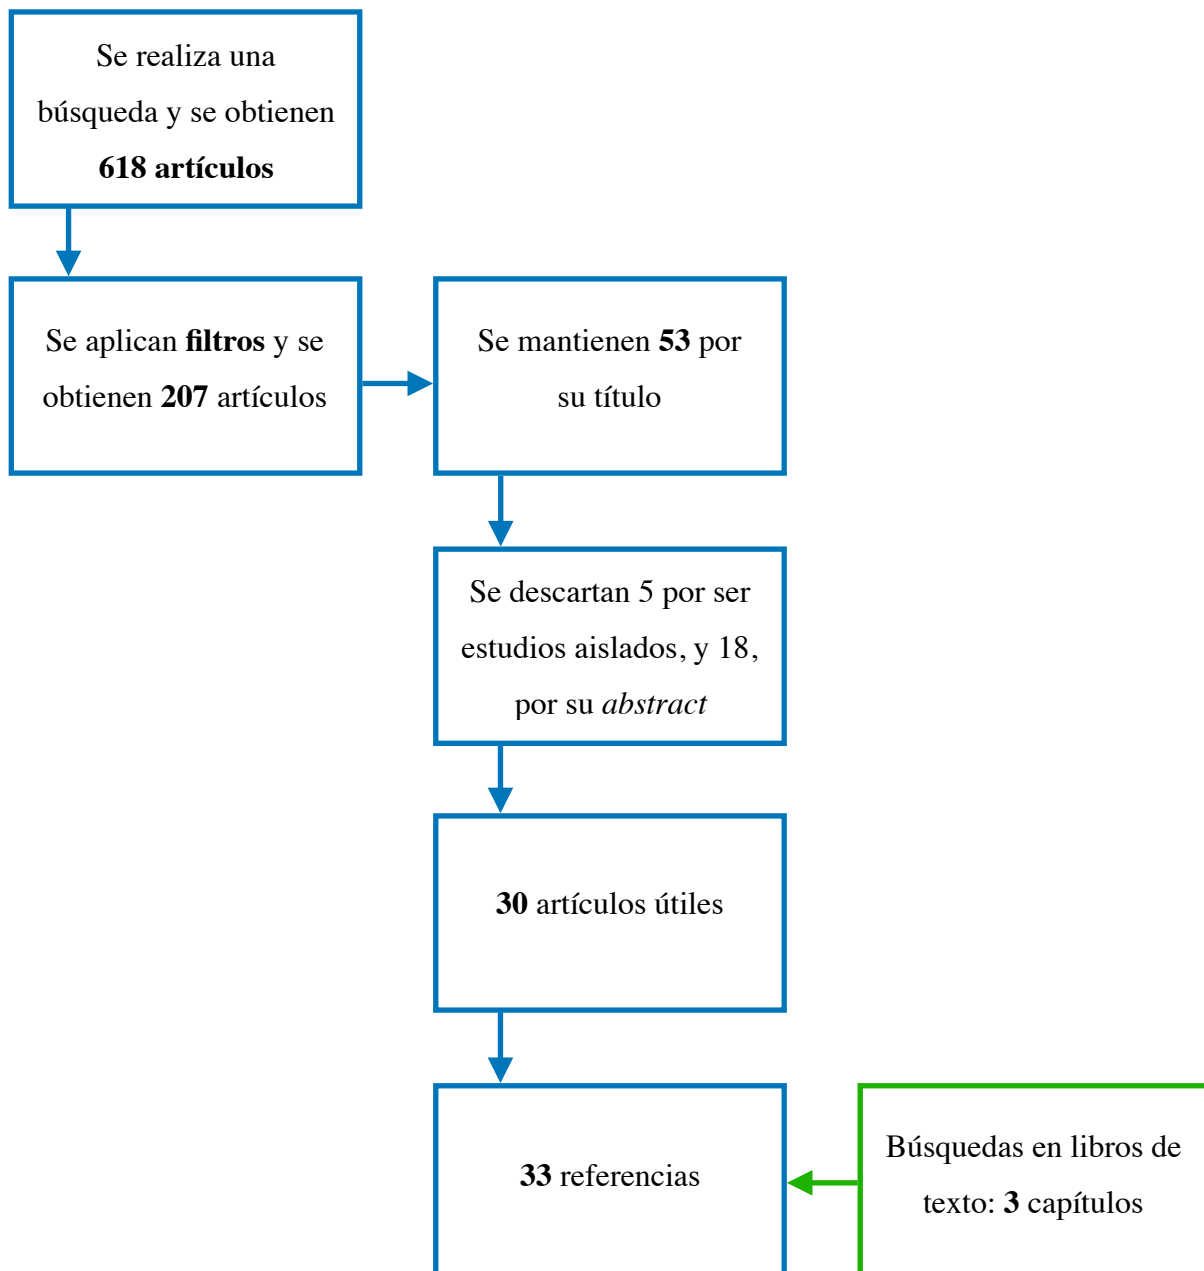 Se realiza una
búsqueda y se obtienen
618 artículos
Se aplican filtros y se
obtienen 207 artículos
Se mantienen 53 por
su título
Se descartan 5 por ser
estudios aislados, y 18,
por su abstract
30 artículos útiles
33 referencias
Búsquedas en libros de
texto: 3 capítulos